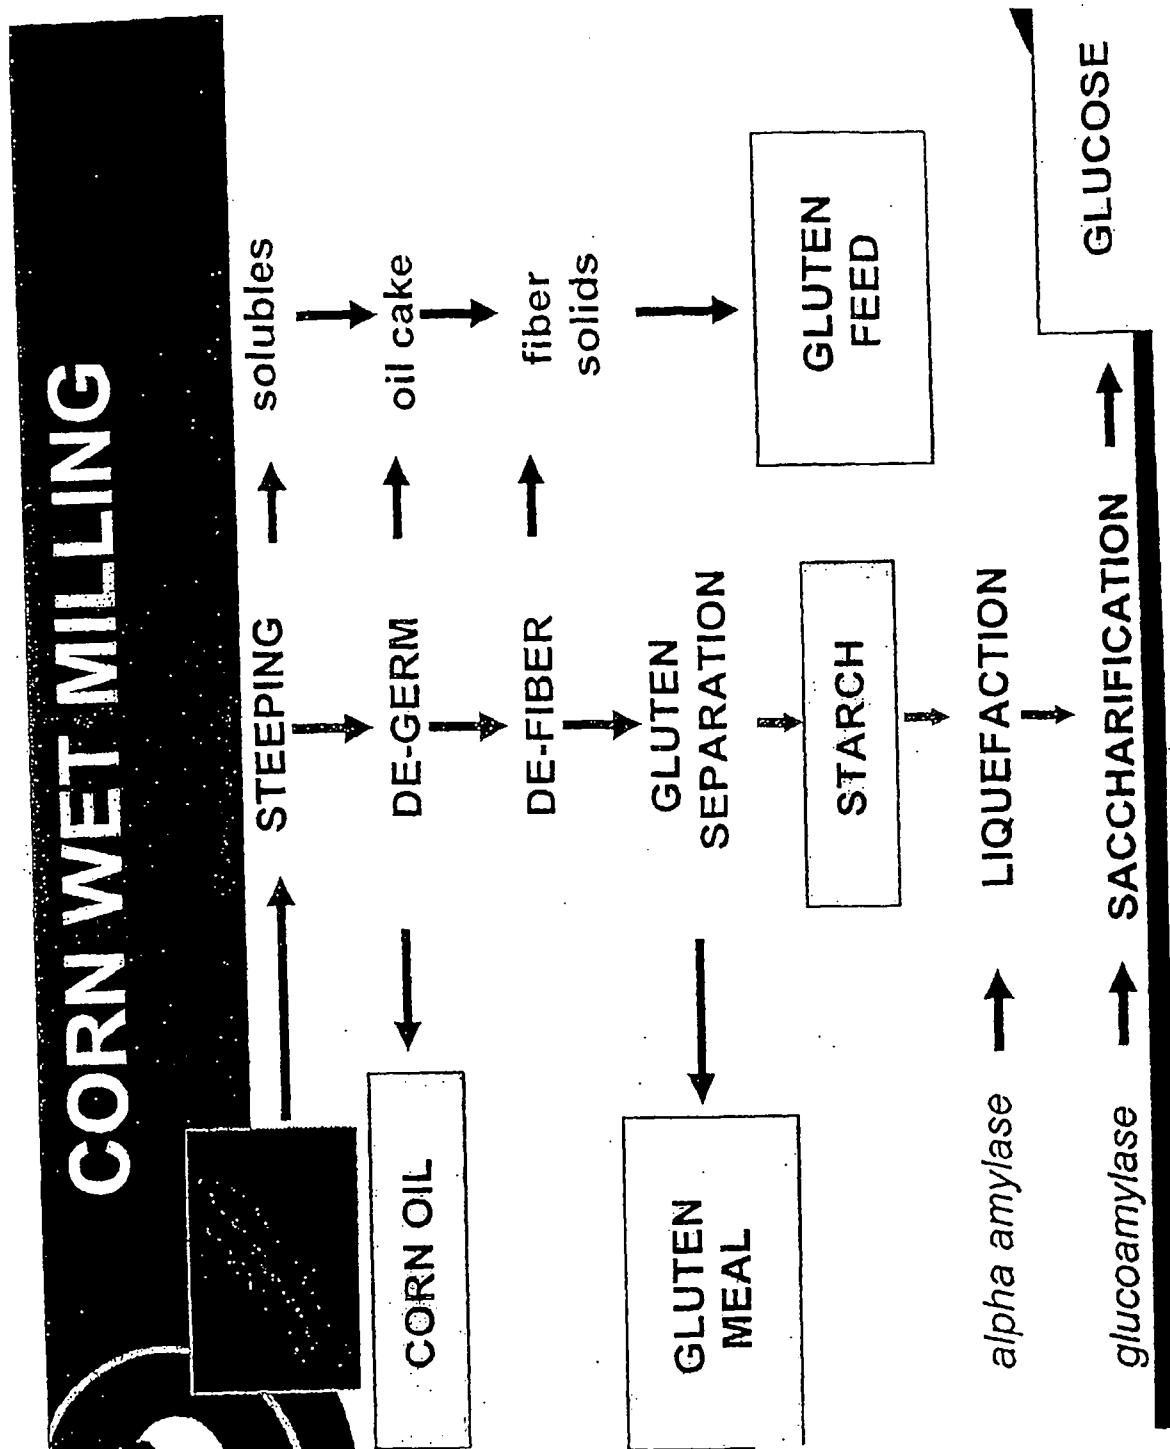 CORN WET MILLING
STEEPING
solubles
CORN OIL
DE-GERM
oil cake
DE-FIBER
fiber
solids
GLUTEN
MEAL
GLUTEN
SEPARATION
GLUTEN
FEED
STARCH
alpha amylase
LIQUEFACTION
glucoamylase
SACCHARIFICATION
GLUCOSE